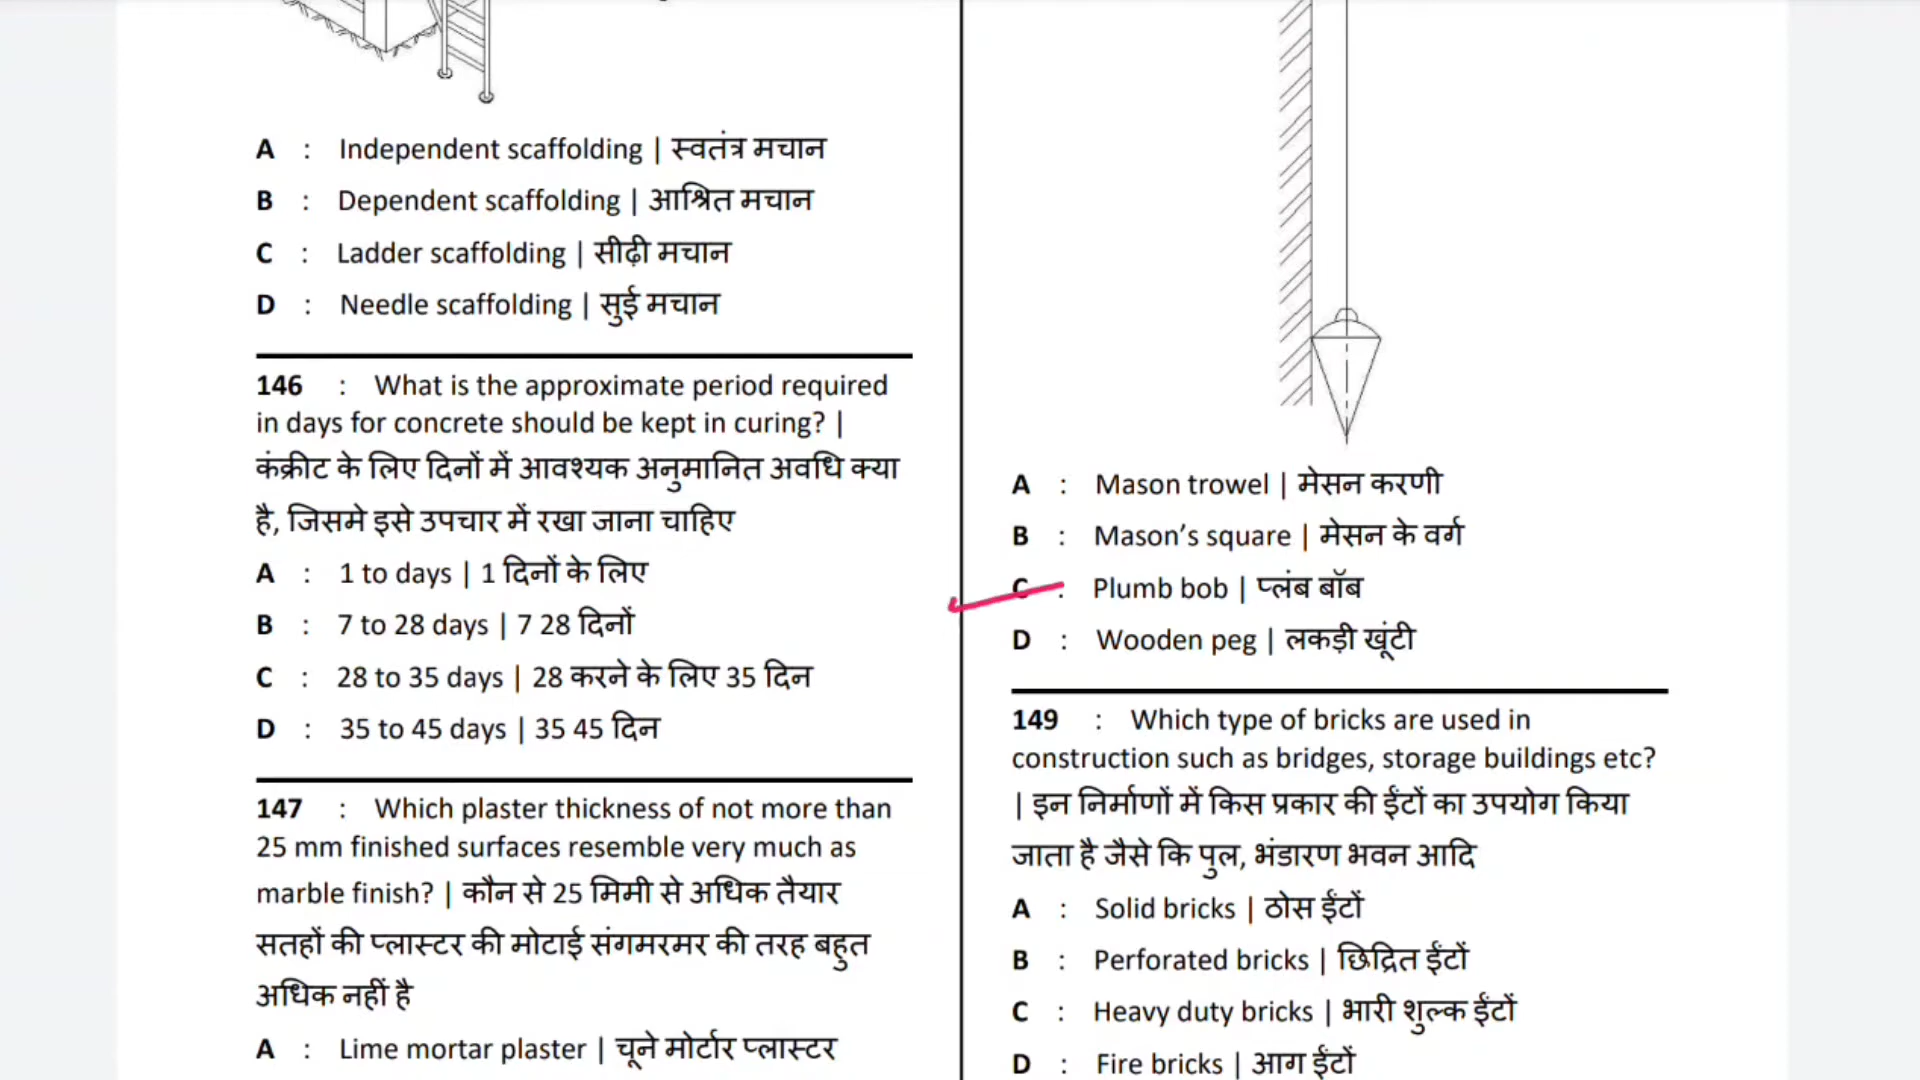 A : Independent scaffolding | स्वतंत्र मचान
B : Dependent scaffolding | आश्रित मचान
C : Ladder scaffolding | सीढ़ी मचान
D : Needle scaffolding | सुई मचान
146 : What is the approximate period required
in days for concrete should be kept in curing? |
कंक्रीट के लिए दिनों में आवश्यक अनुमानित अवधि क्या
है, जिसमे इसे उपचार में रखा जाना चाहिए
A : 1 to days | 1 दिनों के लिए
B : 7 to 28 days | 7 28 दिनों
C : 28 to 35 days | 28 करने के लिए 35 दिन
D : 35 to 45 days | 35 45 दिन
147 : Which plaster thickness of not more than
25 mm finished surfaces resemble very much as
marble finish? | कौन से 25 मिमी से अधिक तैयार
सतहों की प्लास्टर की मोटाई संगमरमर की तरह बहुत
अधिक नहीं है
A : Lime mortar plaster | चूने मोर्टार प्लास्टर
A : Mason trowel | मेसन करणी
B : Mason’s square | मेसन के वर्ग
C : Plumb bob | प्लंब बॉब
D : Wooden peg | लकड़ी खूंटी
149 : Which type of bricks are used in
construction such as bridges, storage buildings etc?
| इन निर्माणों में किस प्रकार की ईंटों का उपयोग किया
जाता है जैसे कि पुल, भंडारण भवन आदि
A : Solid bricks | ठोस ईंटों
B : Perforated bricks | छिद्रित ईंटों
C : Heavy duty bricks | भारी शुल्क ईंटों
D : Fire bricks | आग ईंटों